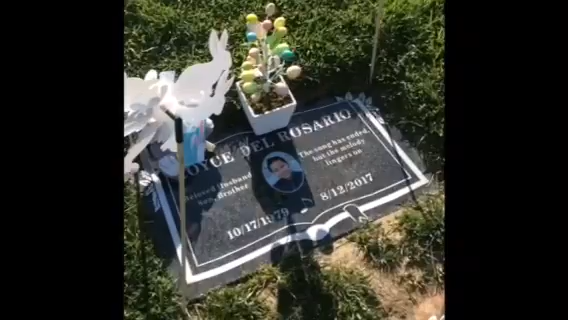 OYCE DEL ROSARIO
Beloved Husband
Son, Brother
The song has ended,
but the melody
lingers on
10/17/1979 - 8/12/2017